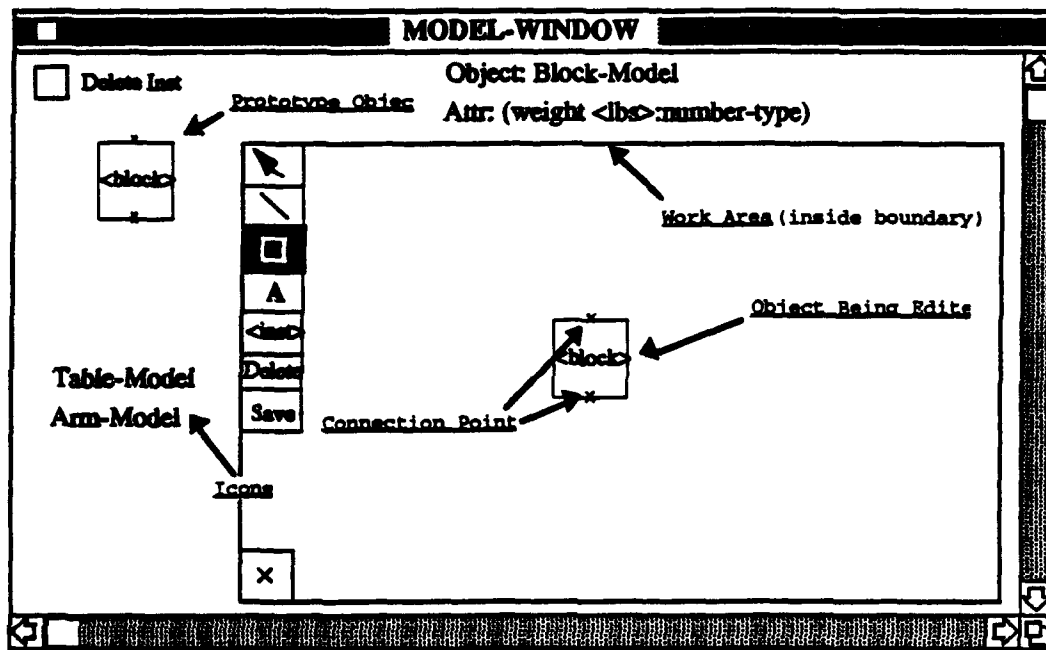 MODEL-WINDOW
Delete Inst
Object: Block-Model
Prototype Objec
Attr: (weight <lbs>:number-type)
<block>
Work Area (inside boundary)
A
<inst>
Object Being Edite
<block>
Delete
Table-Model
Arm-Model
Save
Connection Point
Icons
X